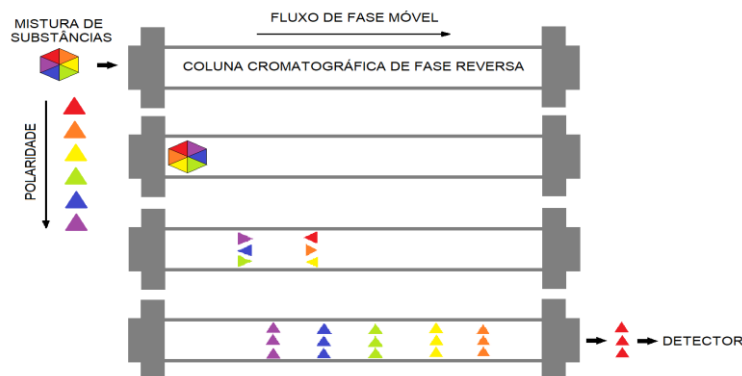 MISTURA DE
SUBSTÂNCIAS
FLUXO DE FASE MÓVEL
COLUNA CROMATOGRÁFICA DE FASE REVERSA
POLARIDADE
DETECTOR